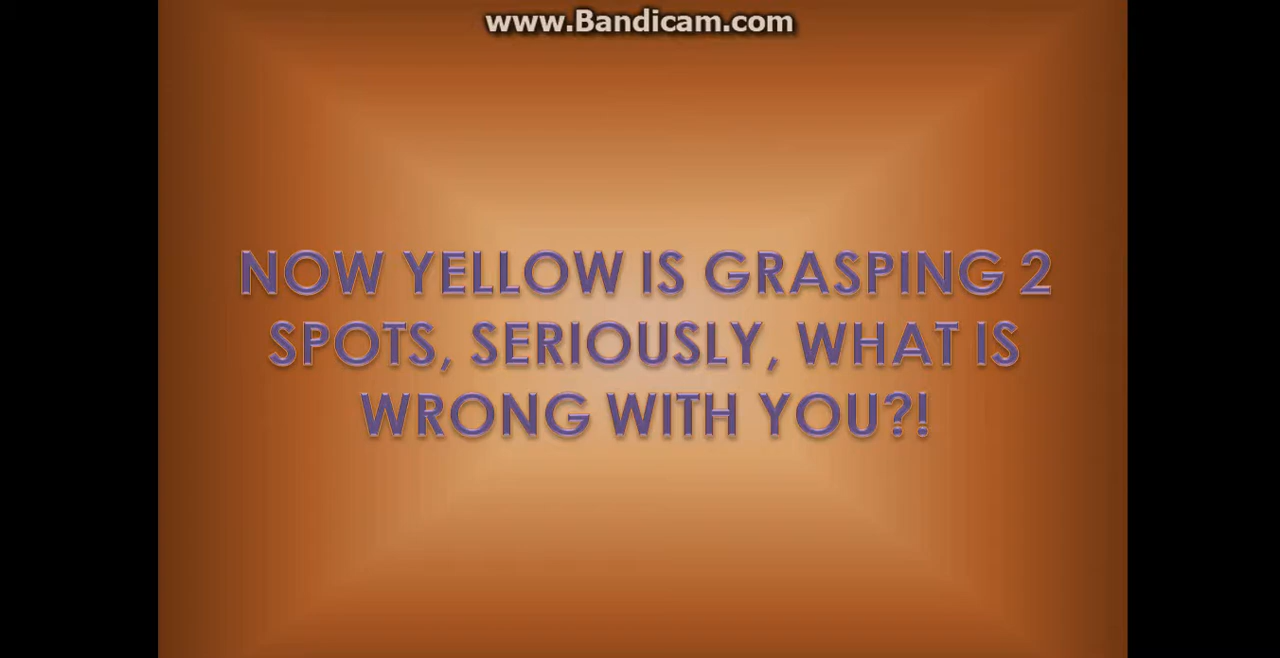 www.Bandicam.com
NOW YELLOW IS GRASPING 2
SPOTS, SERIOUSLY, WHAT IS
WRONG WITH YOU?!